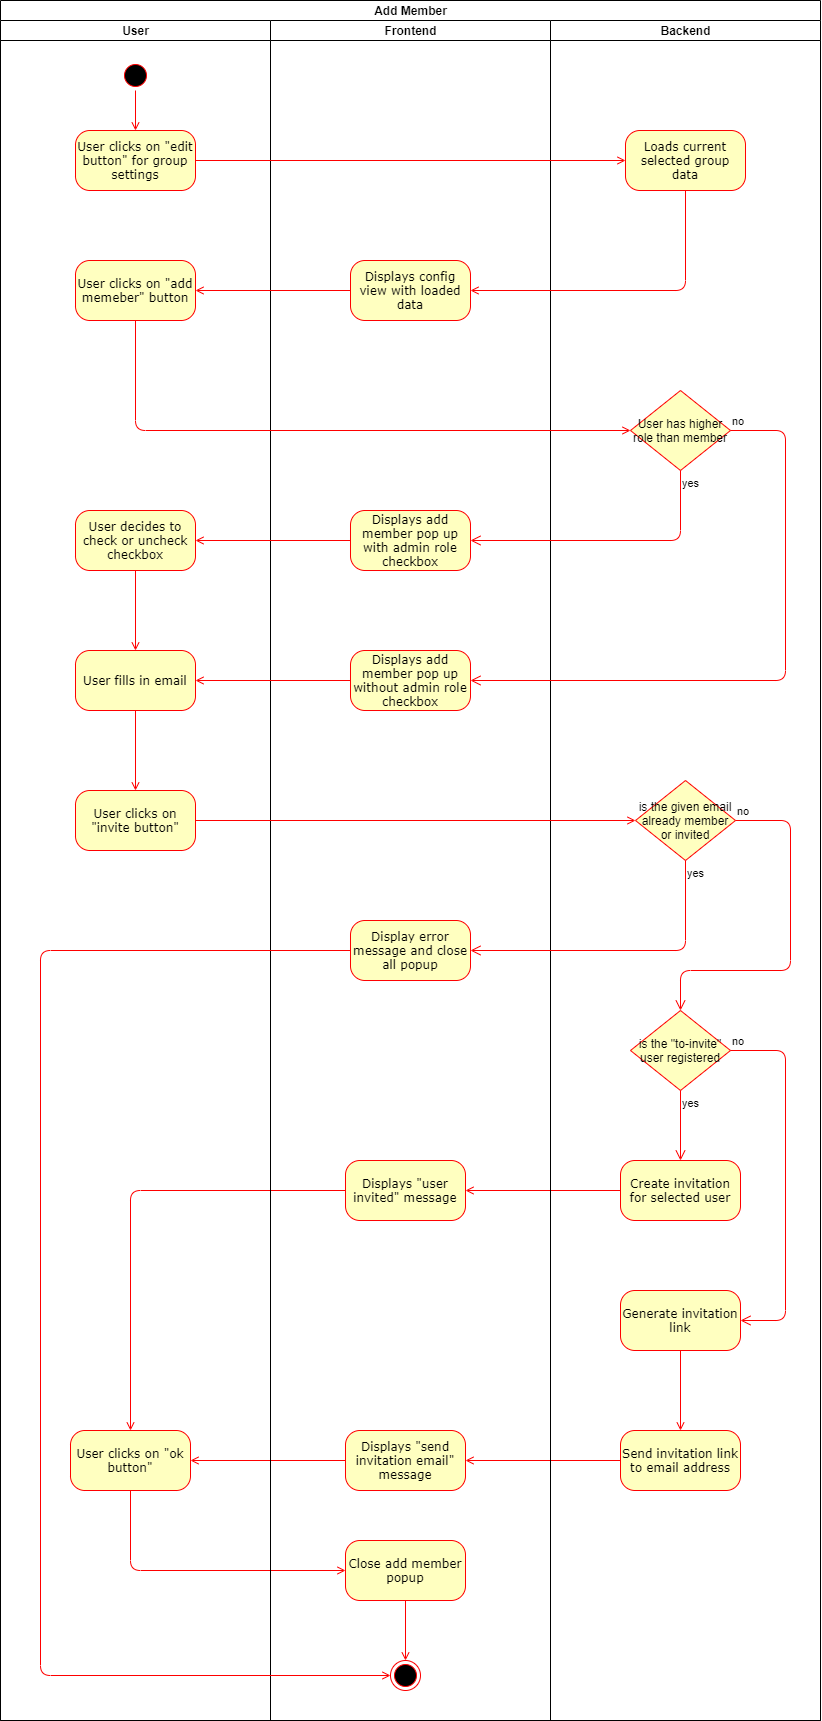 Add Member
User
Frontend
Backend
User clicks on "edit
button" for group
settings
Loads current
selected group
data
User clicks on "add
memeber" button
Displays config
view with loaded
data
User has higher
role than member
no
yes
User decides to
check or uncheck
checkbox
Displays add
member pop up
with admin role
checkbox
User fills in email
Displays add
member pop up
without admin role
checkbox
User clicks on
"invite button"
is the given email
already member
or invited
no
yes
Display error
message and close
all popup
is the "to-invite"
user registered
no
yes
Displays "user
invited" message
Create invitation
for selected user
Generate invitation
link
User clicks on "ok
button"
Displays "send
invitation email"
message
Send invitation link
to email address
Close add member
popup